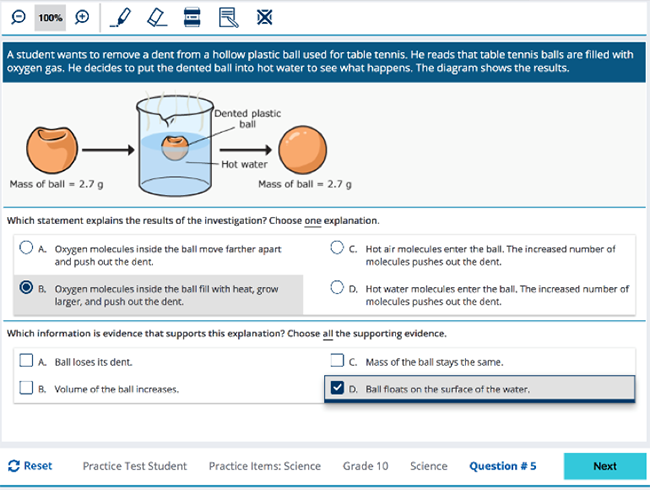 100%
A student wants to remove a dent from a hollow plastic ball used for table tennis. He reads that table tennis balls are filled with
oxygen gas. He decides to put the dented ball into hot water to see what happens. The diagram shows the results.
Dented plastic
ball
Hot water
Mass of ball = 2.7 g
Mass of ball = 2.7 g
Which statement explains the results of the investigation? Choose one explanation.
A. Oxygen molecules inside the ball move farther apart
and push out the dent.
B. Oxygen molecules inside the ball fill with heat, grow
larger, and push out the dent.
C. Hot air molecules enter the ball. The increased number of
molecules pushes out the dent.
D. Hot water molecules enter the ball. The increased number of
molecules pushes out the dent.
Which information is evidence that supports this explanation? Choose all the supporting evidence.
A. Ball loses its dent.
B. Volume of the ball increases.
C. Mass of the ball stays the same.
D. Ball floats on the surface of the water.
Reset Practice Test Student Practice Items: Science Grade 10 Science Question # 5 Next